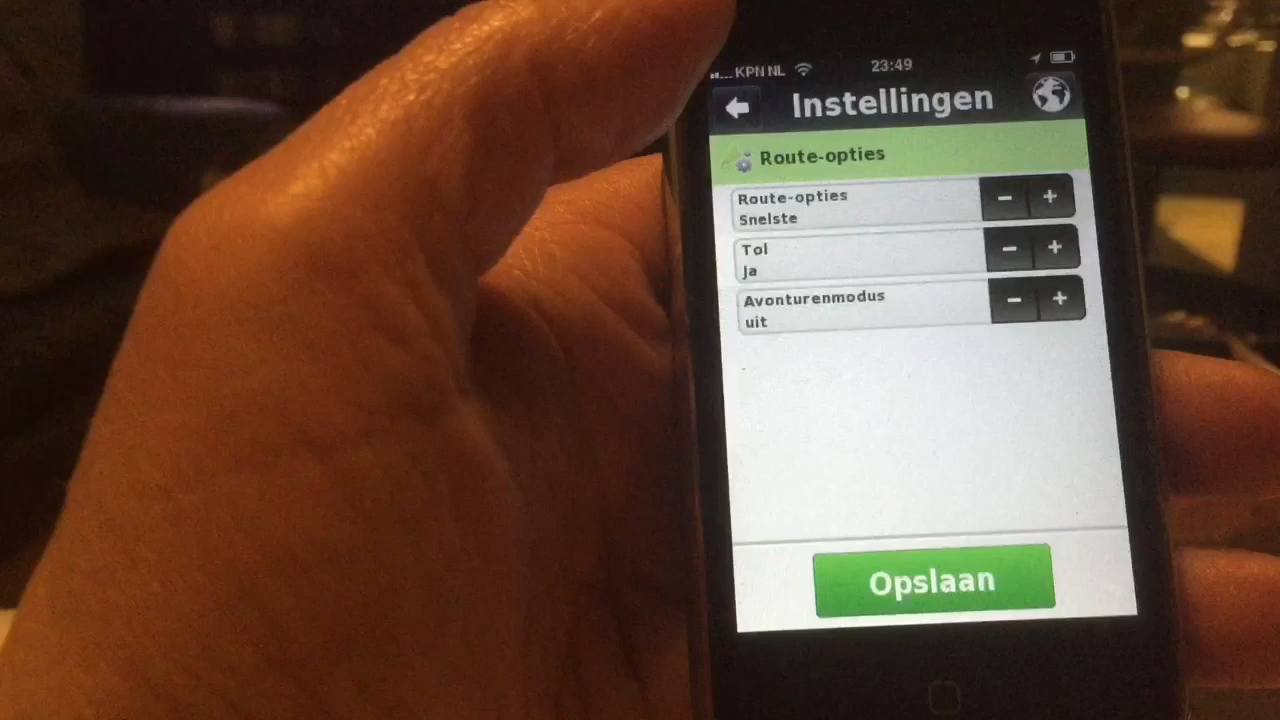 KPN NL 23:49
Instellingen
Route-opties
Route-opties
Snelste
Tol
Ja
Avonturenmodus
uit
Opslaan